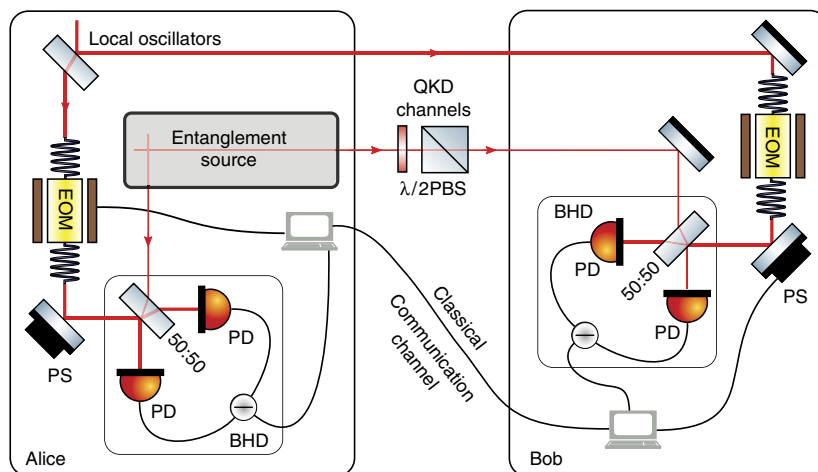 Local oscillators
QKD
channels
Entanglement
source
λ/2PBS
EOM
EOM
BHD
PD
50:50
PD
PS
PS
50:50
PD
PD
BHD
Classical
Communication
channel
Alice
Bob